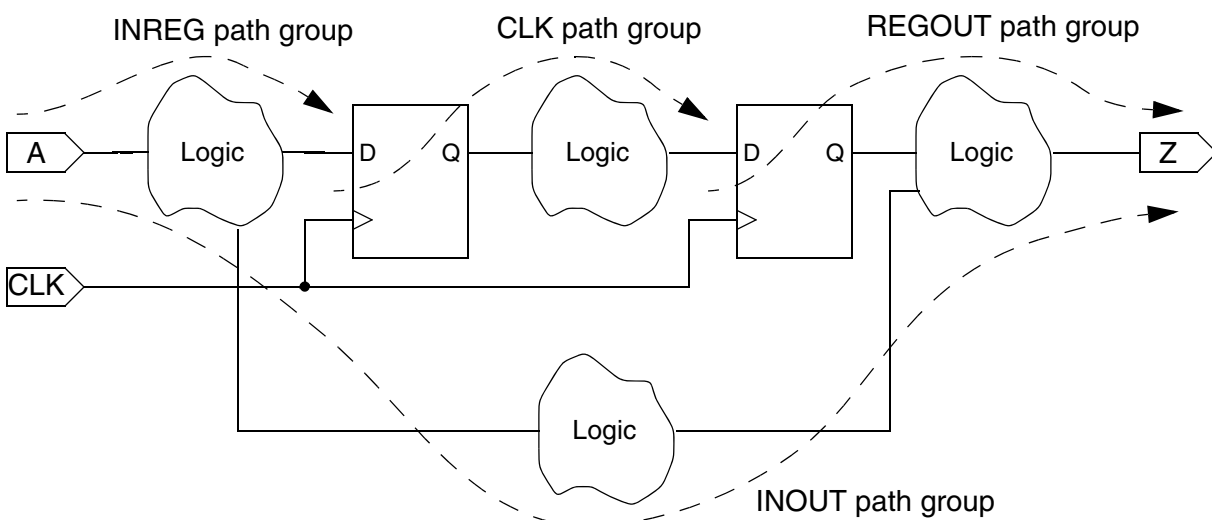 INREG path group
CLK path group
REGOUT path group
A
Logic
D
Q
Logic
D
Q
Logic
Z
CLK
Logic
INOUT path group